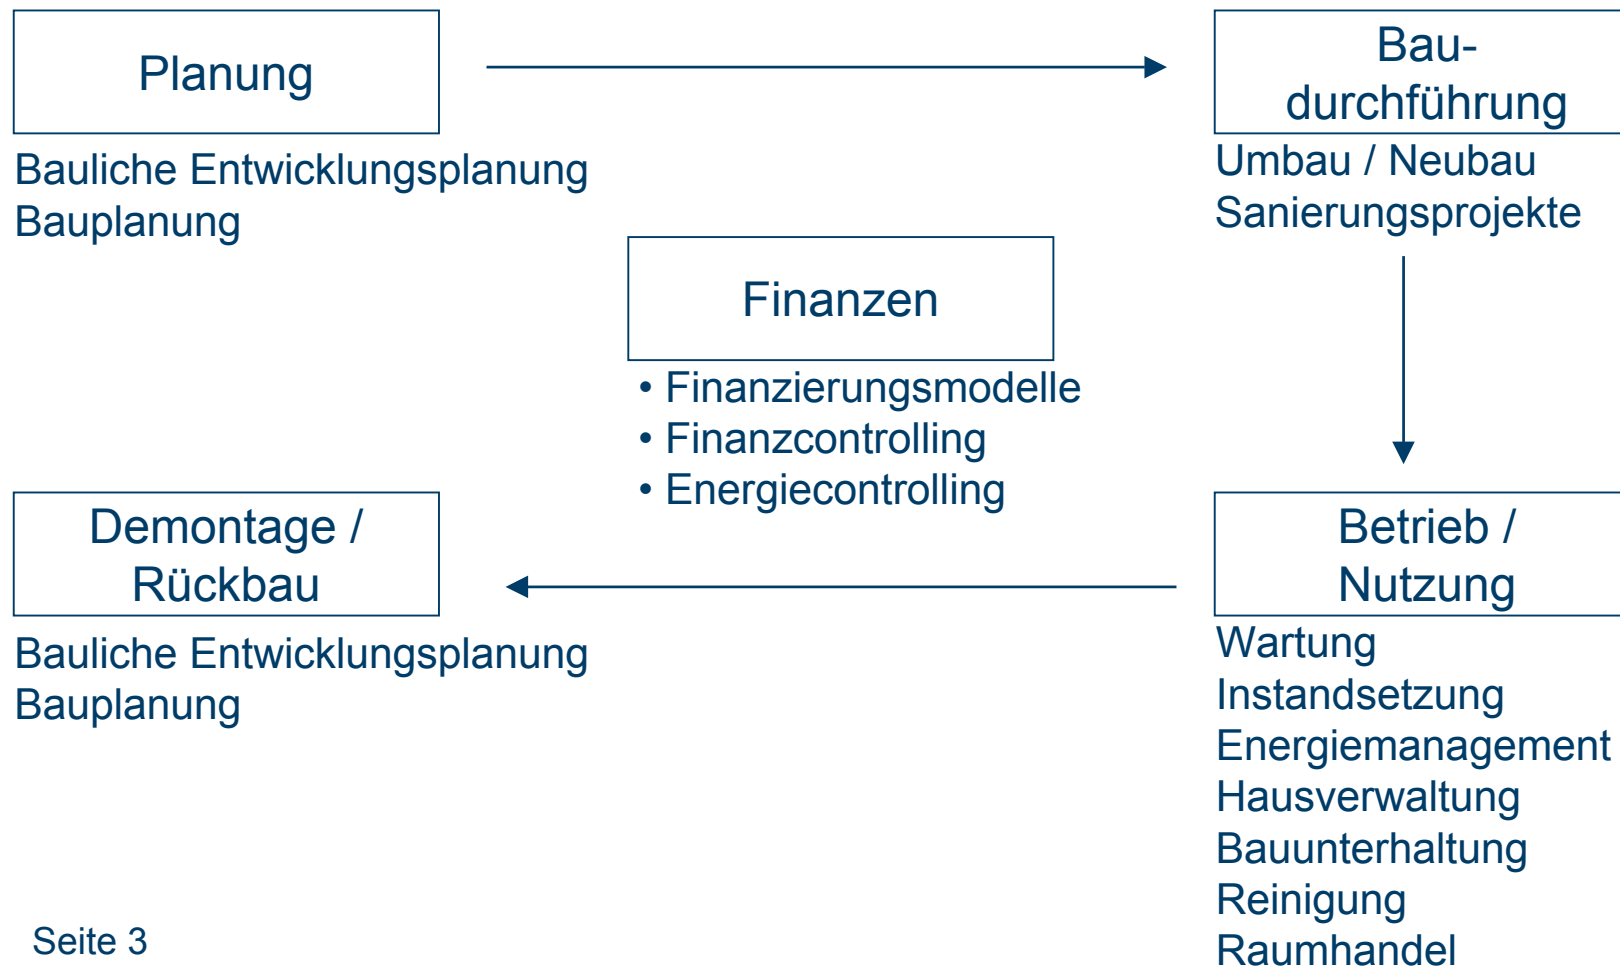 Planung
Bauliche Entwicklungsplanung
Bauplanung
Bau-
durchführung
Umbau / Neubau
Sanierungsprojekte
Finanzen
• Finanzierungsmodelle
• Finanzcontrolling
• Energiecontrolling
Demontage /
Rückbau
Bauliche Entwicklungsplanung
Bauplanung
Betrieb /
Nutzung
Wartung
Instandsetzung
Energiemanagement
Hausverwaltung
Bauunterhaltung
Reinigung
Raumhandel
Seite 3